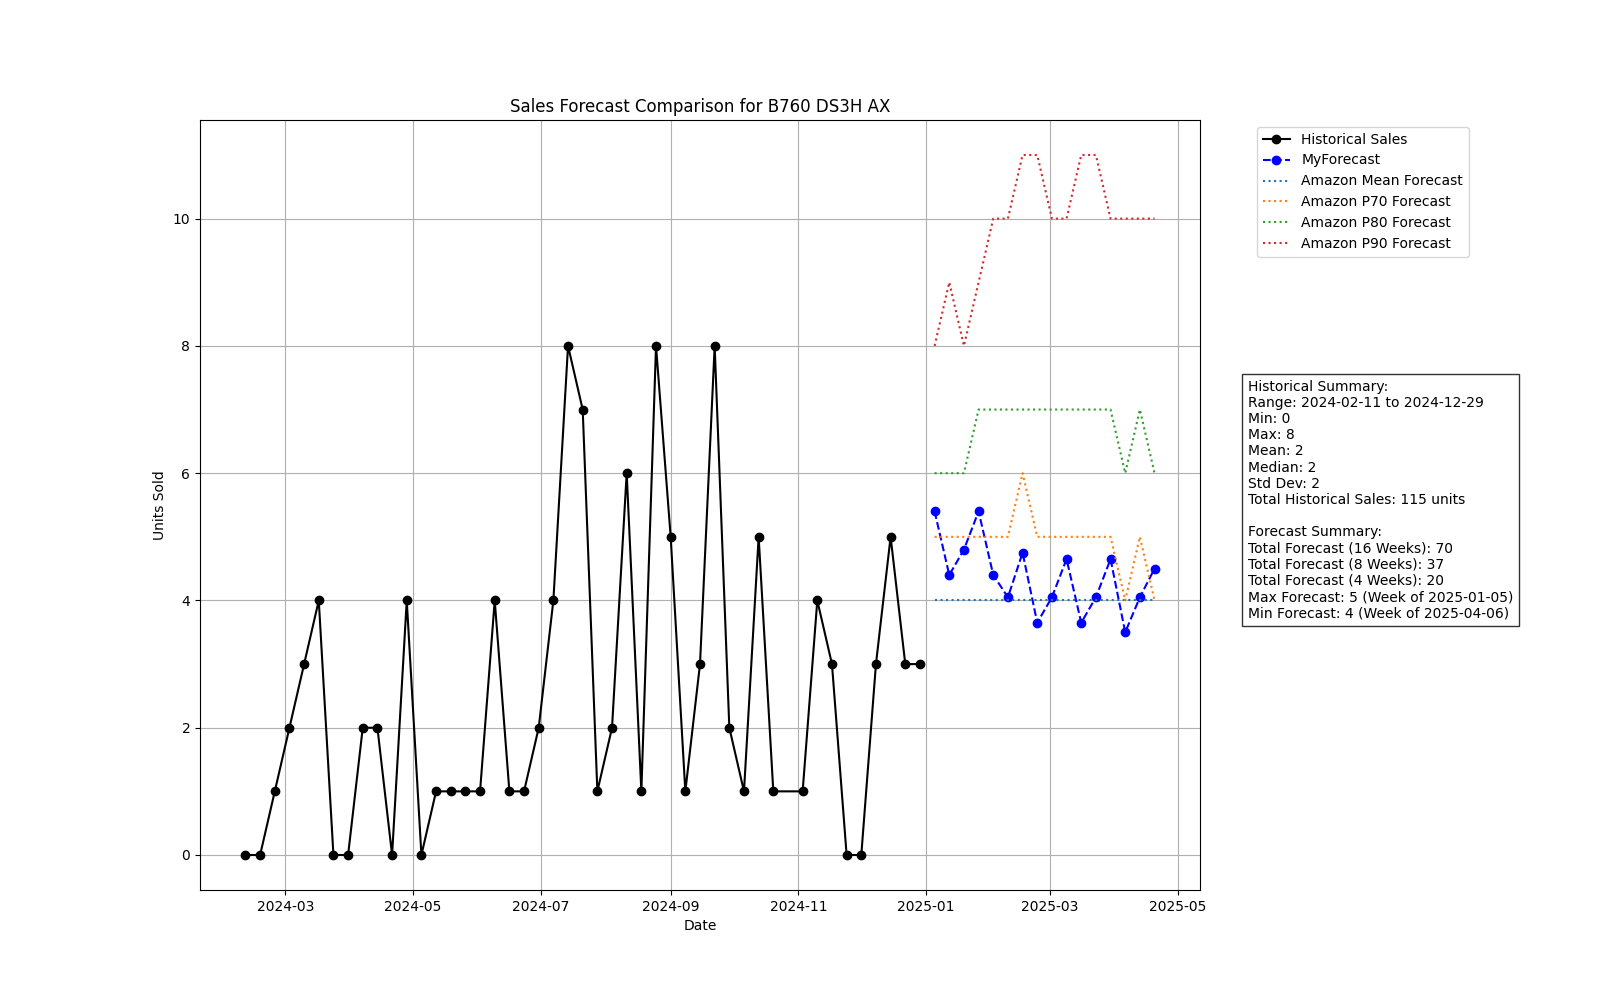 Sales Forecast Comparison for B760 DS3H AX
Historical Sales
MyForecast
Amazon Mean Forecast
Amazon P70 Forecast
Amazon P80 Forecast
Amazon P90 Forecast
Units Sold
10
8
6
4
2
0
2024-03
2024-05
2024-07
2024-09
2024-11
2025-01
2025-03
2025-05
Date
Historical Summary:
Range: 2024-02-11 to 2024-12-29
Min: 0
Max: 8
Mean: 2
Median: 2
Std Dev: 2
Total Historical Sales: 115 units
Forecast Summary:
Total Forecast (16 Weeks): 70
Total Forecast (8 Weeks): 37
Total Forecast (4 Weeks): 20
Max Forecast: 5 (Week of 2025-01-05)
Min Forecast: 4 (Week of 2025-04-06)